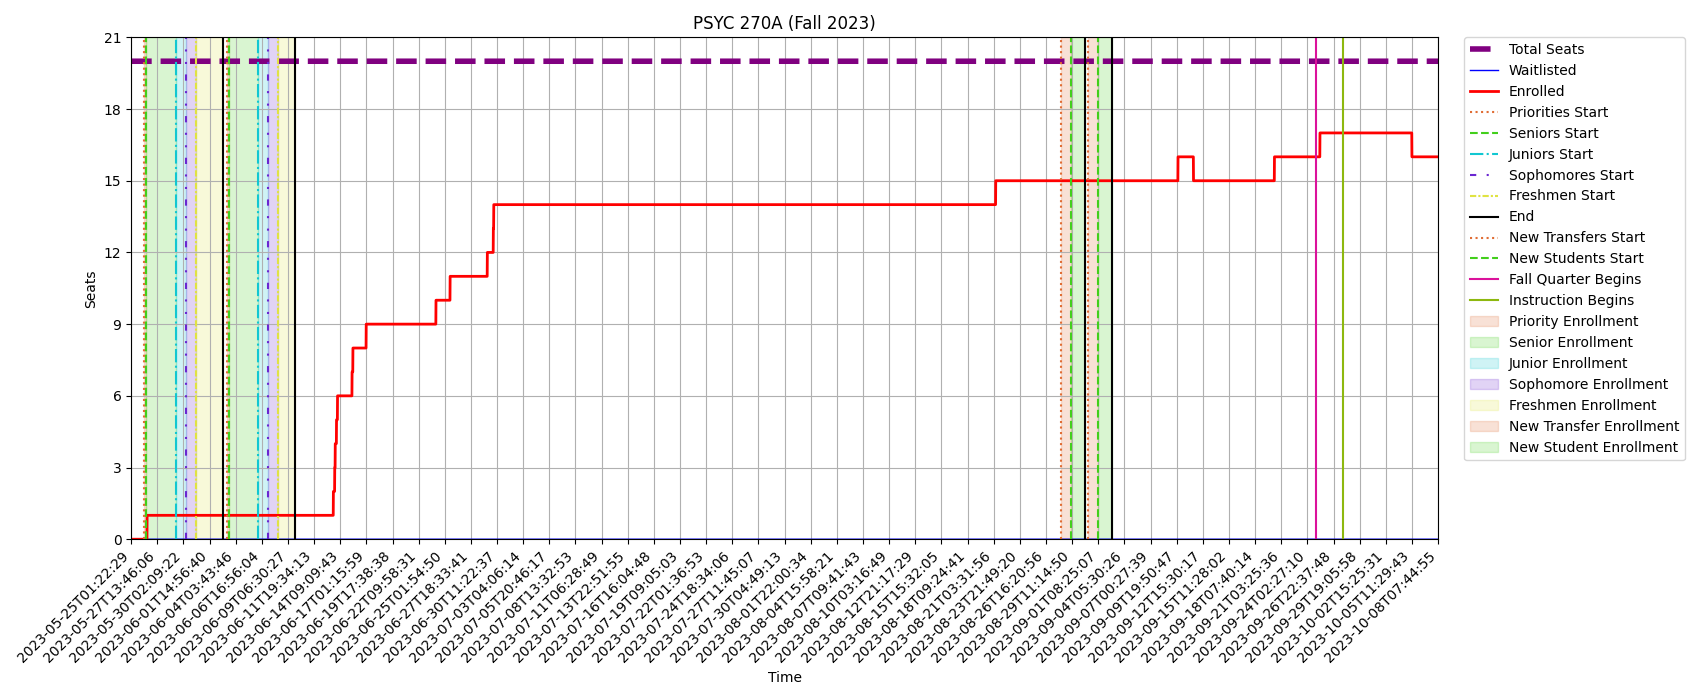 PSYC 270A (Fall 2023)
21
18
15
12
9
6
3
0
Seats
2023-05-25T01:22:29
2023-05-27T13:46:06
2023-05-30T02:09:22
2023-06-01T14:56:40
2023-06-04T03:43:46
2023-06-06T16:56:04
2023-06-09T06:30:27
2023-06-11T19:34:13
2023-06-14T09:09:43
2023-06-17T01:15:59
2023-06-19T17:38:38
2023-06-22T09:58:31
2023-06-25T01:54:50
2023-06-27T18:33:41
2023-06-30T11:22:37
2023-07-03T04:06:14
2023-07-05T20:46:17
2023-07-08T13:32:53
2023-07-11T06:28:49
2023-07-13T22:51:55
2023-07-16T16:04:48
2023-07-19T09:05:03
2023-07-22T01:36:53
2023-07-24T18:34:06
2023-07-27T11:45:07
2023-07-30T04:49:13
2023-08-01T22:00:34
2023-08-04T15:58:21
2023-08-07T09:41:43
2023-08-10T03:16:49
2023-08-12T21:17:29
2023-08-15T15:32:05
2023-08-18T09:24:41
2023-08-21T03:31:56
2023-08-23T21:49:20
2023-08-26T16:20:56
2023-08-29T11:14:50
2023-09-01T08:25:07
2023-09-04T05:30:26
2023-09-07T00:27:39
2023-09-09T19:50:47
2023-09-12T15:30:17
2023-09-15T11:28:02
2023-09-18T07:40:14
2023-09-21T03:25:36
2023-09-24T02:27:10
2023-09-26T22:37:48
2023-09-29T19:05:58
2023-10-02T15:25:31
2023-10-05T11:29:43
2023-10-08T07:44:55
Time
Total Seats
Waitlisted
Enrolled
Priorities Start
Seniors Start
Juniors Start
Sophomores Start
Freshmen Start
End
New Transfers Start
New Students Start
Fall Quarter Begins
Instruction Begins
Priority Enrollment
Senior Enrollment
Junior Enrollment
Sophomore Enrollment
Freshmen Enrollment
New Transfer Enrollment
New Student Enrollment